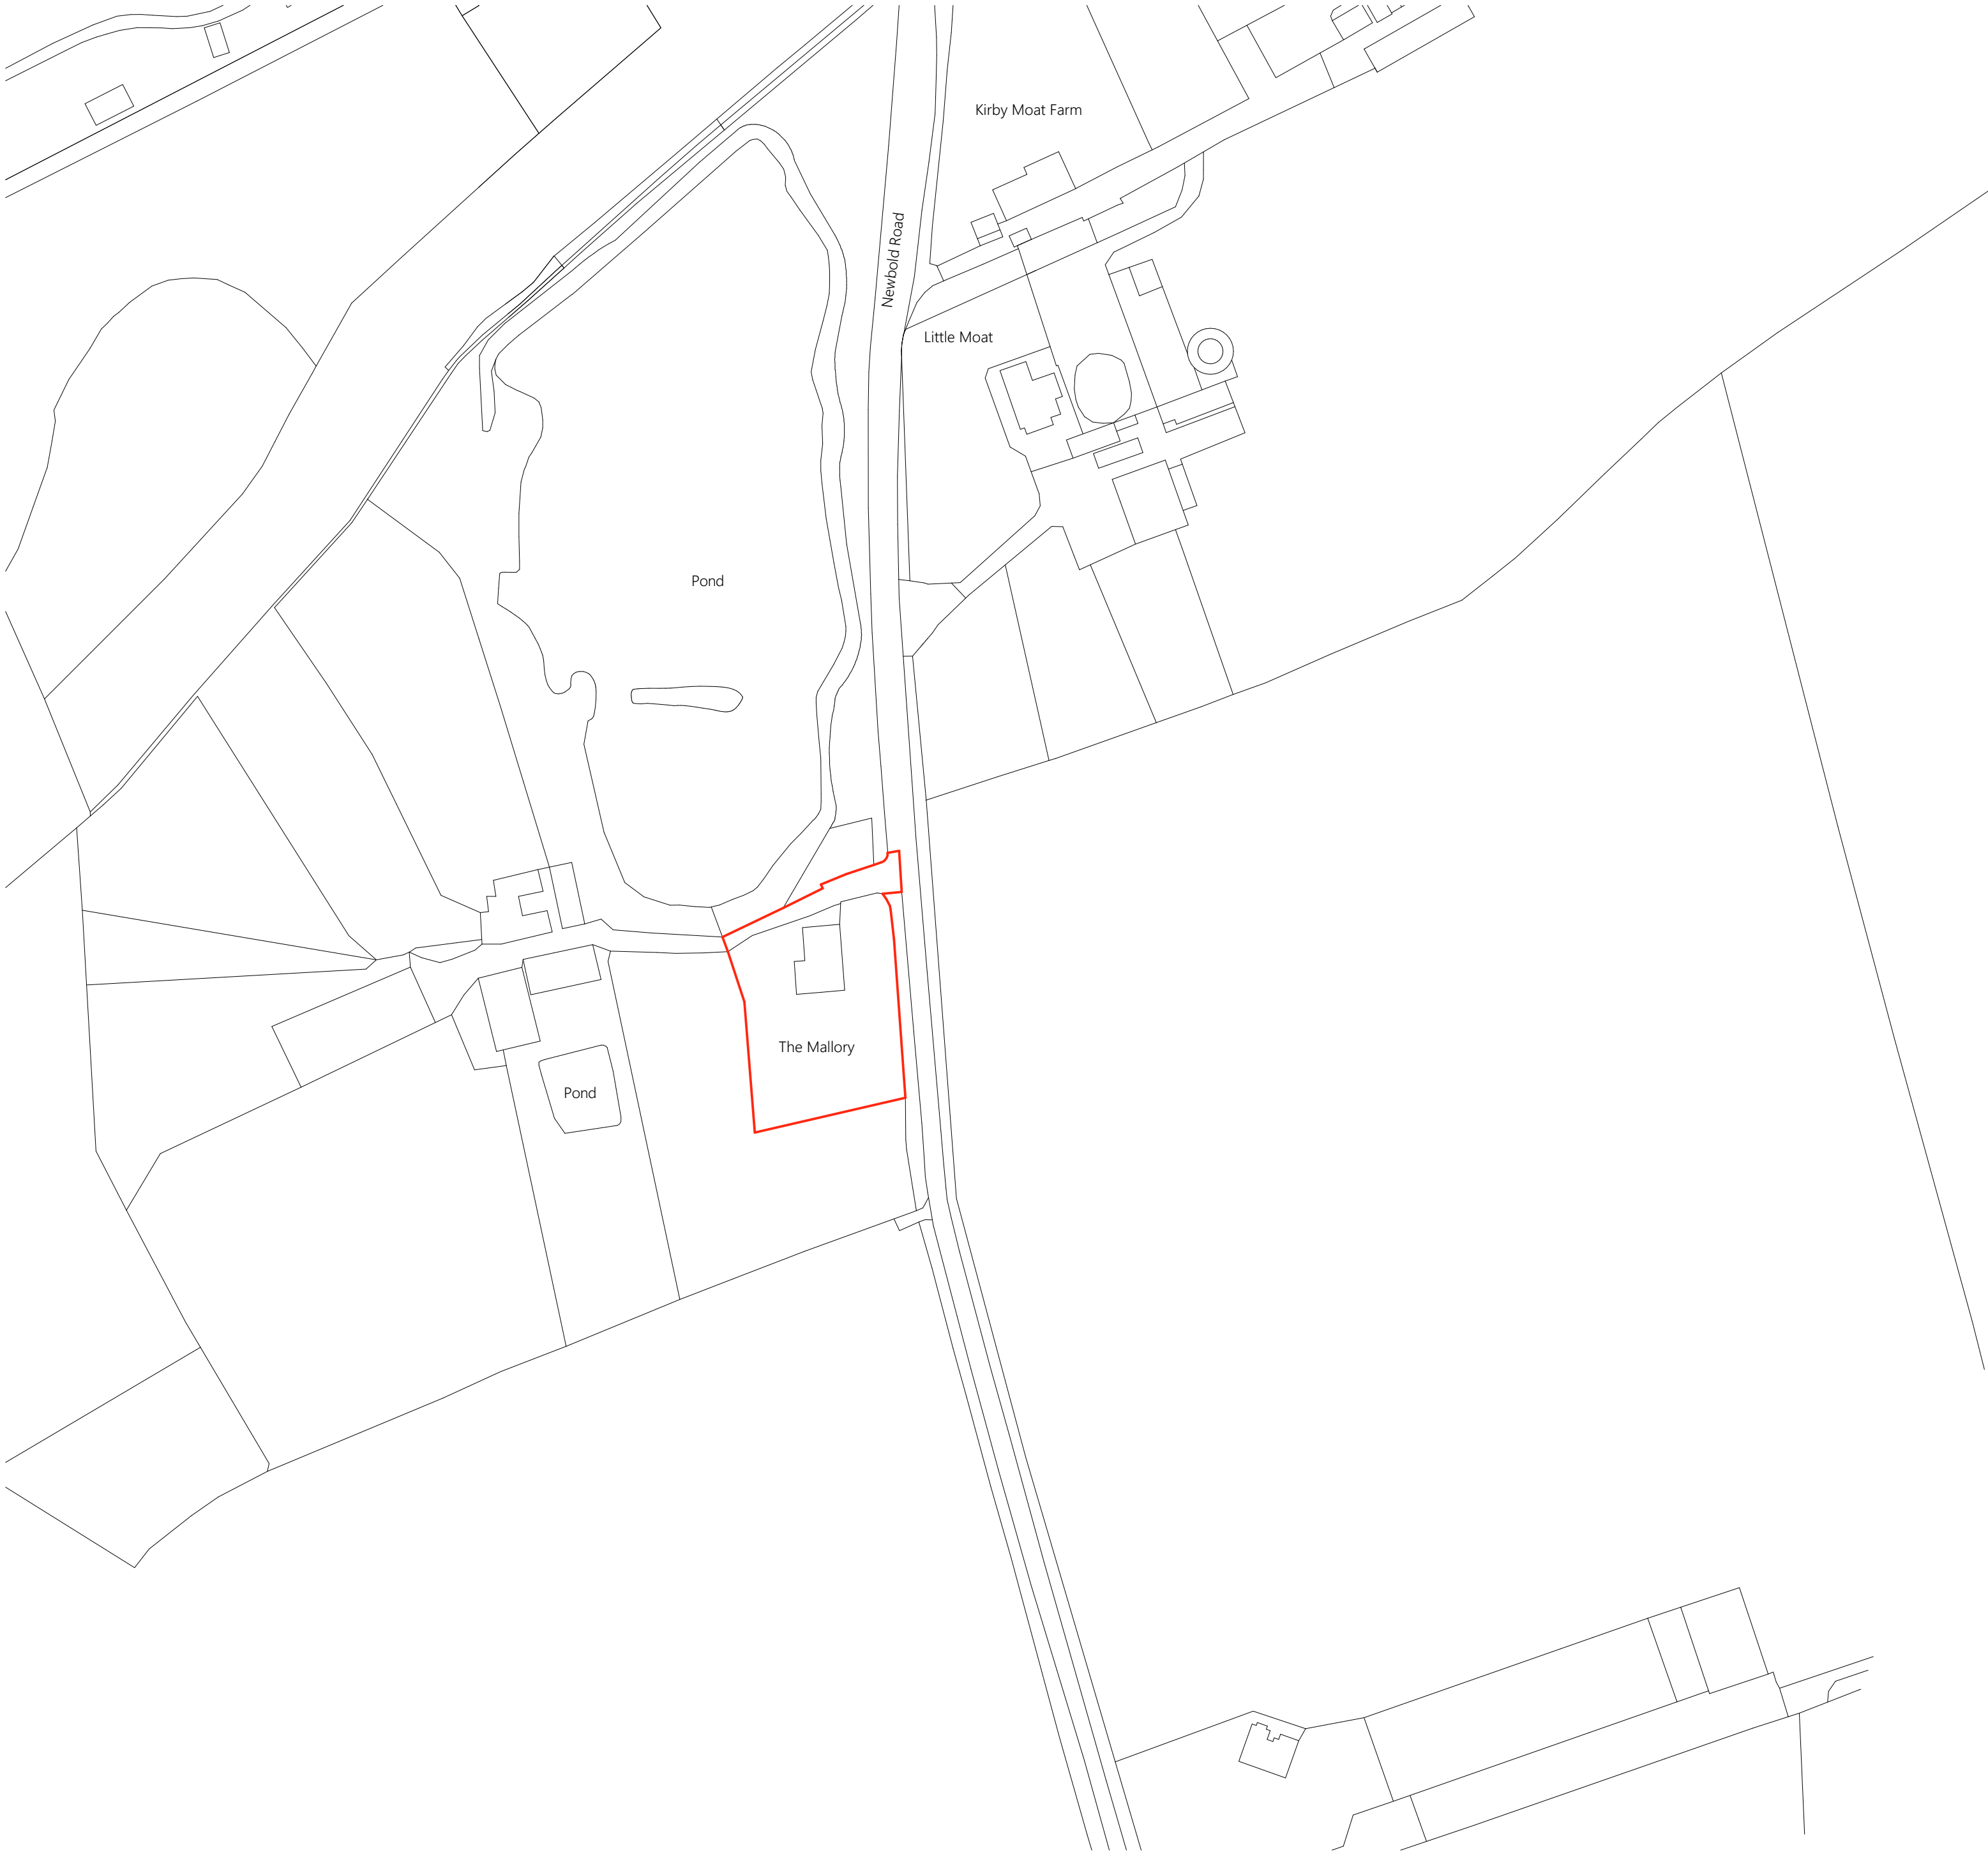 Kirby Moat Farm
Newbold Road
Little Moat
Pond
The Mallory
Pond